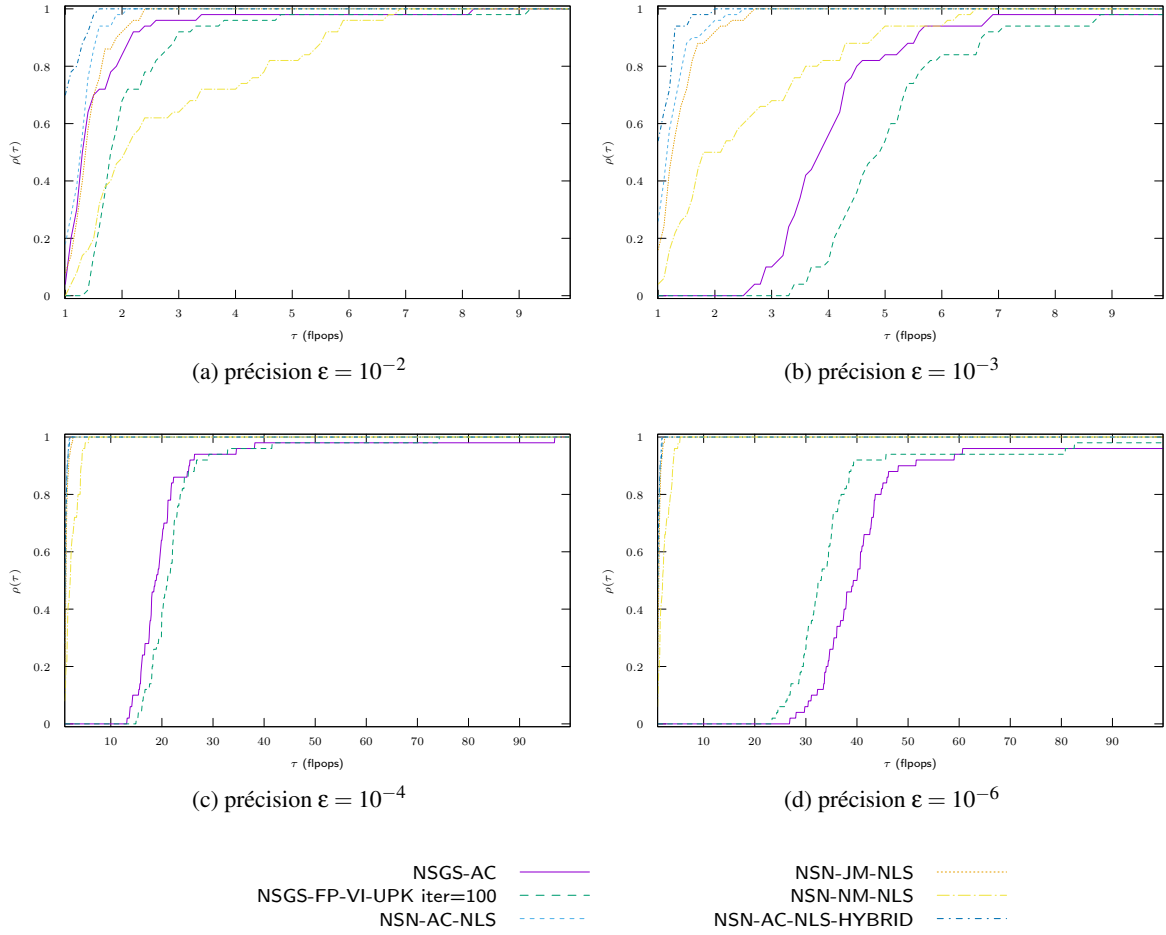 1
0.8
0.6
0.4
0.2
0
ρ(τ)
1 2 3 4 5 6 7 8 9
τ (flpops)
(a) précision ε = 10⁻²
1
0.8
0.6
0.4
0.2
0
ρ(τ)
1 2 3 4 5 6 7 8 9
τ (flpops)
(b) précision ε = 10⁻³
1
0.8
0.6
0.4
0.2
0
ρ(τ)
10 20 30 40 50 60 70 80 90
τ (flpops)
(c) précision ε = 10⁻⁴
1
0.8
0.6
0.4
0.2
0
ρ(τ)
10 20 30 40 50 60 70 80 90
τ (flpops)
(d) précision ε = 10⁻⁶
NSGS-AC
NSGS-FP-VI-UPK iter=100
NSN-AC-NLS
NSN-JM-NLS
NSN-NM-NLS
NSN-AC-NLS-HYBRID